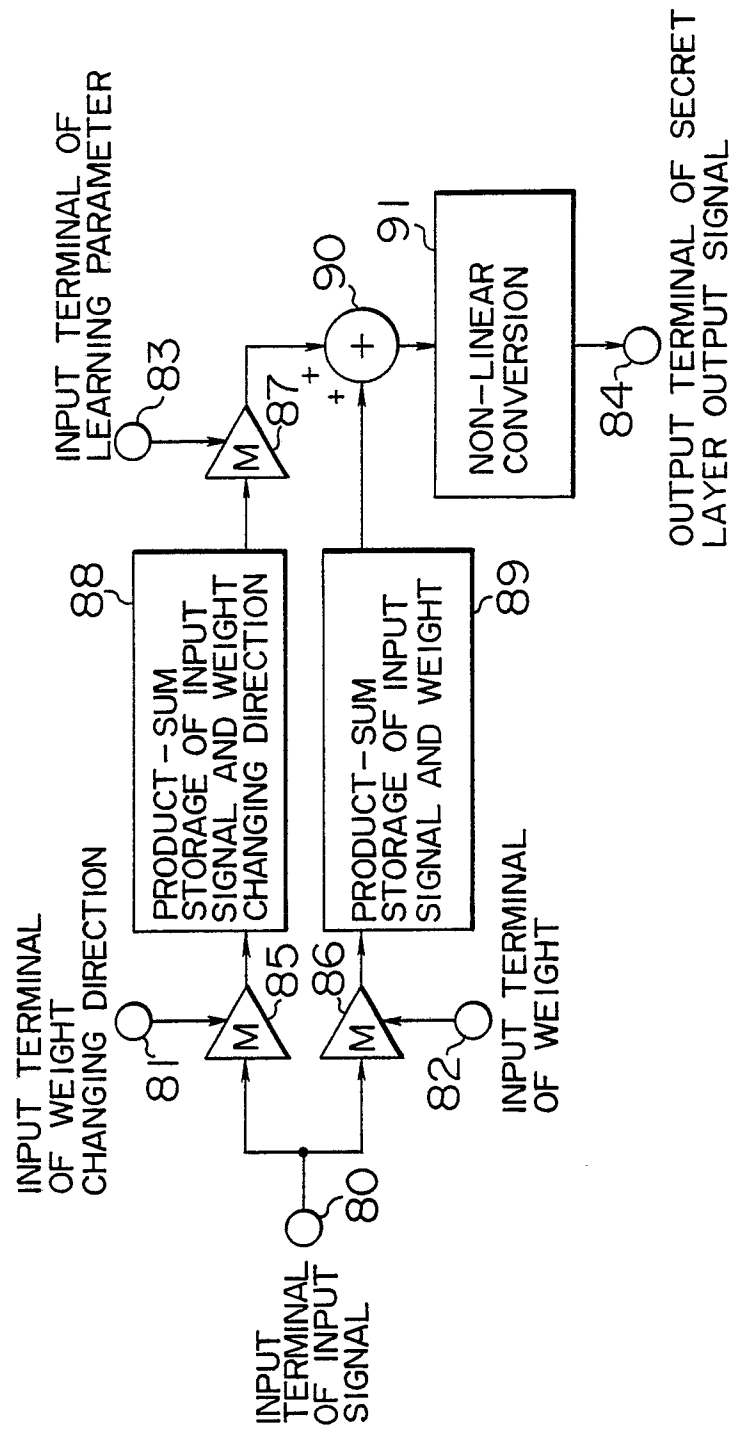 INPUT TERMINAL
OF WEIGHT
CHANGING DIRECTION
81
M
85
88
PRODUCT-SUM
STORAGE OF INPUT
SIGNAL AND WEIGHT
CHANGING DIRECTION
INPUT TERMINAL OF
LEARNING PARAMETER
83
M
87
INPUT
TERMINAL
OF INPUT
SIGNAL
80
M
86
82
INPUT TERMINAL
OF WEIGHT
PRODUCT-SUM
STORAGE OF INPUT
SIGNAL AND WEIGHT
89
+
+
+
90
91
NON-LINEAR
CONVERSION
84
OUTPUT TERMINAL OF SECRET
LAYER OUTPUT SIGNAL